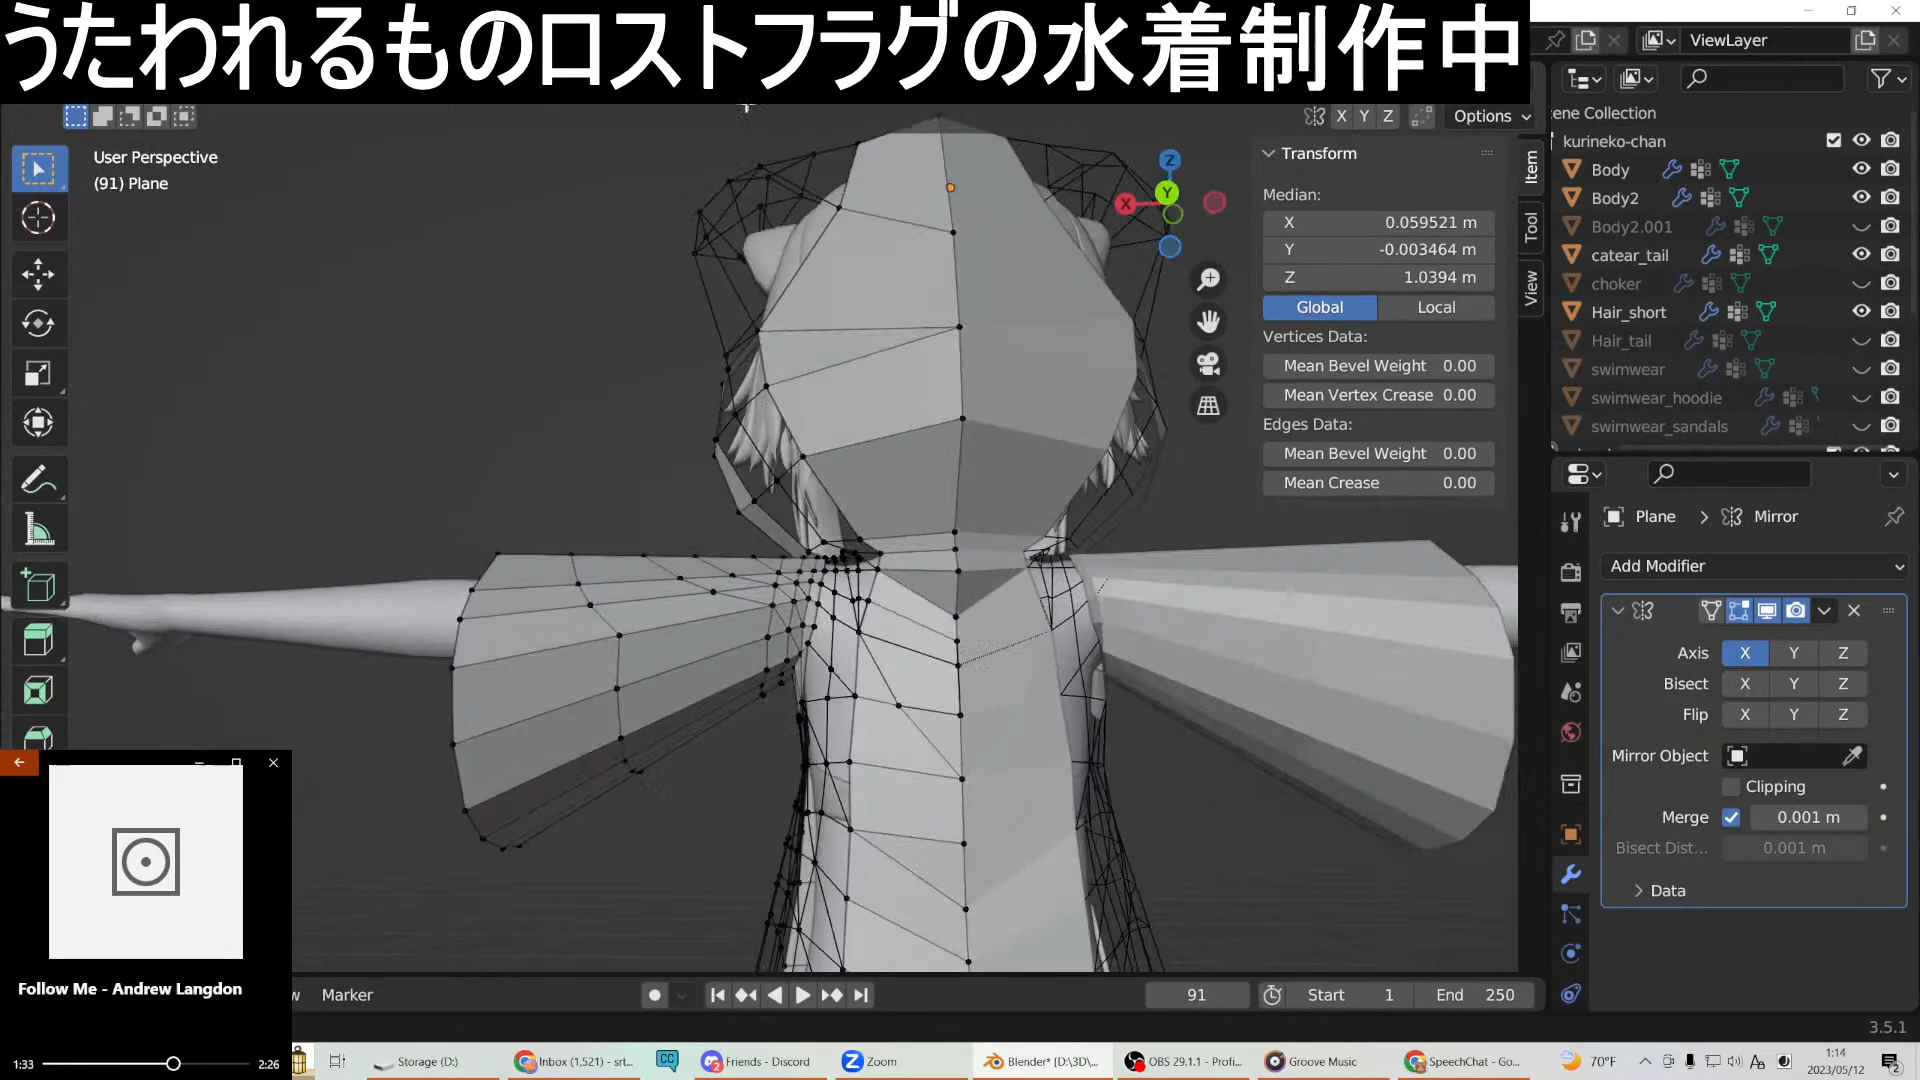 うたわれるものロストフラグの水着制作中
ViewLayer
X Y Z Options
User Perspective
(91) Plane
Transform
Median:
X 0.059521 m
Y -0.003464 m
Z 1.0394 m
Global Local
Vertices Data:
Mean Bevel Weight 0.00
Mean Vertex Crease 0.00
Edges Data:
Mean Bevel Weight 0.00
Mean Crease 0.00
Z
Y
X
Item
Tool
View
cene Collection
kurineko-chan
Body
Body2
Body2.001
catear_tail
choker
Hair_short
Hair_tail
swimwear
swimwear_hoodie
swimwear_sandals
Plane > Mirror
Add Modifier
Axis X Y Z
Bisect X Y Z
Flip X Y Z
Mirror Object
Clipping
Merge 0.001 m
Bisect Dist... 0.001 m
Data
Follow Me - Andrew Langdon
1:33 2:26
w Marker
91 Start 1 End 250
3.5.1
Storage (D:)
Inbox (1,521) - srt...
CC
Friends - Discord
2
Zoom
Blender* [D:\3D\...
OBS 29.1.1 - Profi...
Groove Music
SpeechChat - Go...
70°F
1:14
2023/05/12
2